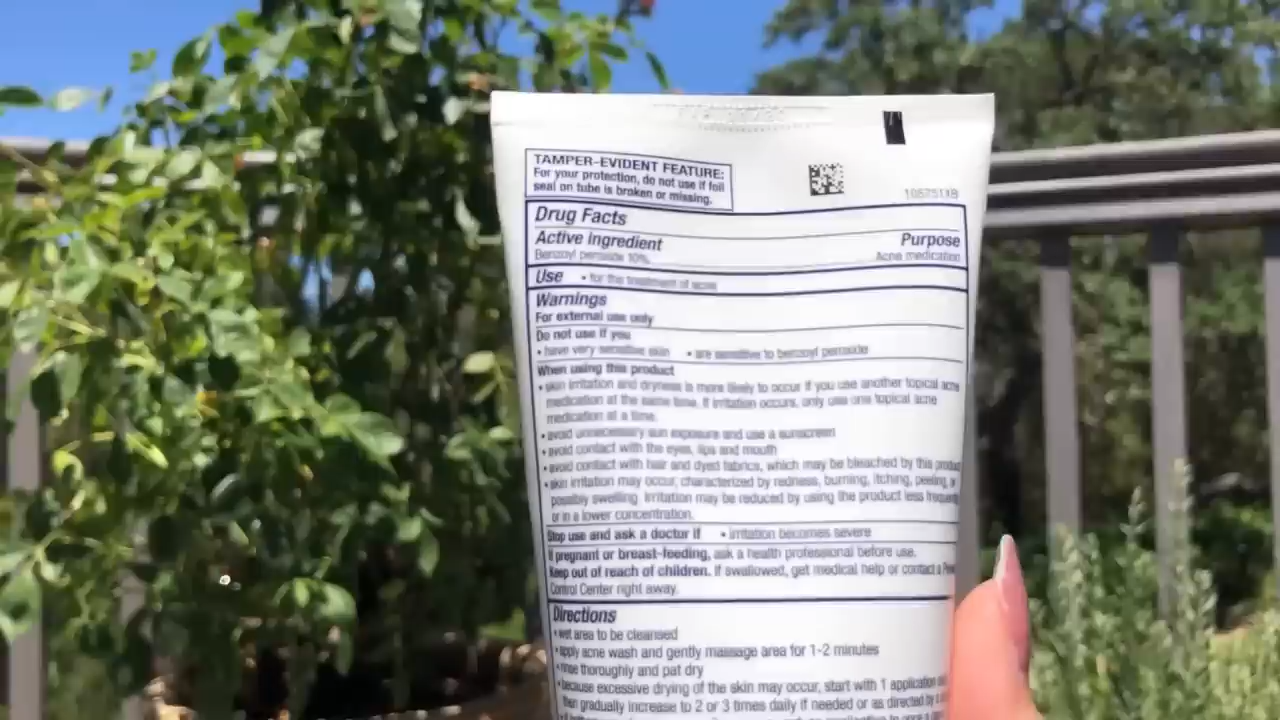 TAMPER-EVIDENT FEATURE:
For your protection, do not use if foil
seal on tube is broken or missing.
Drug Facts
Active ingredient Purpose
Benzoyl peroxide 10% Acne medication
Use • for the treatment of acne
Warnings
For external use only
Do not use if you
• have very sensitive skin • are sensitive to benzoyl peroxide
When using this product
• skin irritation and dryness is more likely to occur if you use another topical acne
medication at the same time. If irritation occurs, only use one topical acne
medication at a time.
• avoid unnecessary sun exposure and use a sunscreen
• avoid contact with the eyes, lips and mouth
• avoid contact with hair and dyed fabrics, which may be bleached by this product
• skin irritation may occur, characterized by redness, burning, itching, peeling,
possibly swelling. Irritation may be reduced by using the product less
or in a lower concentration.
Stop use and ask a doctor if • irritation becomes severe
If pregnant or breast-feeding, ask a health professional before use.
Keep out of reach of children. If swallowed, get medical help or contact a
Control Center right away.
Directions
• wet area to be cleansed
• apply acne wash and gently massage area for 1-2 minutes
• rinse thoroughly and pat dry
• because excessive drying of the skin may occur, start with 1 application
then gradually increase to 2 or 3 times daily if needed or as directed by